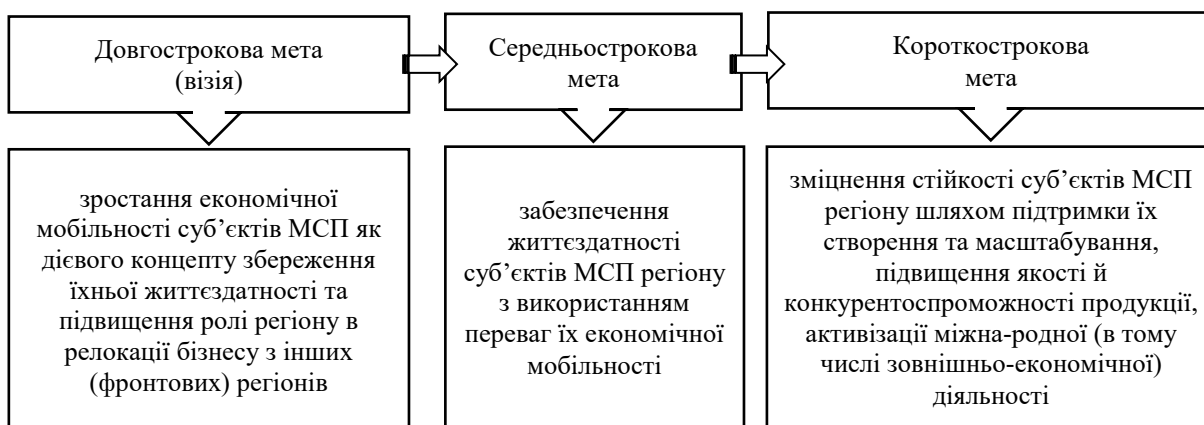 Довгострокова мета
(візія)
Середньострокова
мета
Короткострокова
мета
зростання економічної
мобільності суб’єктів МСП як
дієвого концепту збереження
їхньої життєздатності та
підвищення ролі регіону в
релокації бізнесу з інших
(фронтових) регіонів
забезпечення
життєздатності
суб’єктів МСП регіону
з використанням
переваг їх економічної
мобільності
зміцнення стійкості суб’єктів МСП
регіону шляхом підтримки їх
створення та масштабування,
підвищення якості й
конкурентоспроможності продукції,
активізації міжна-родної (в тому
числі зовнішньо-економічної)
діяльності